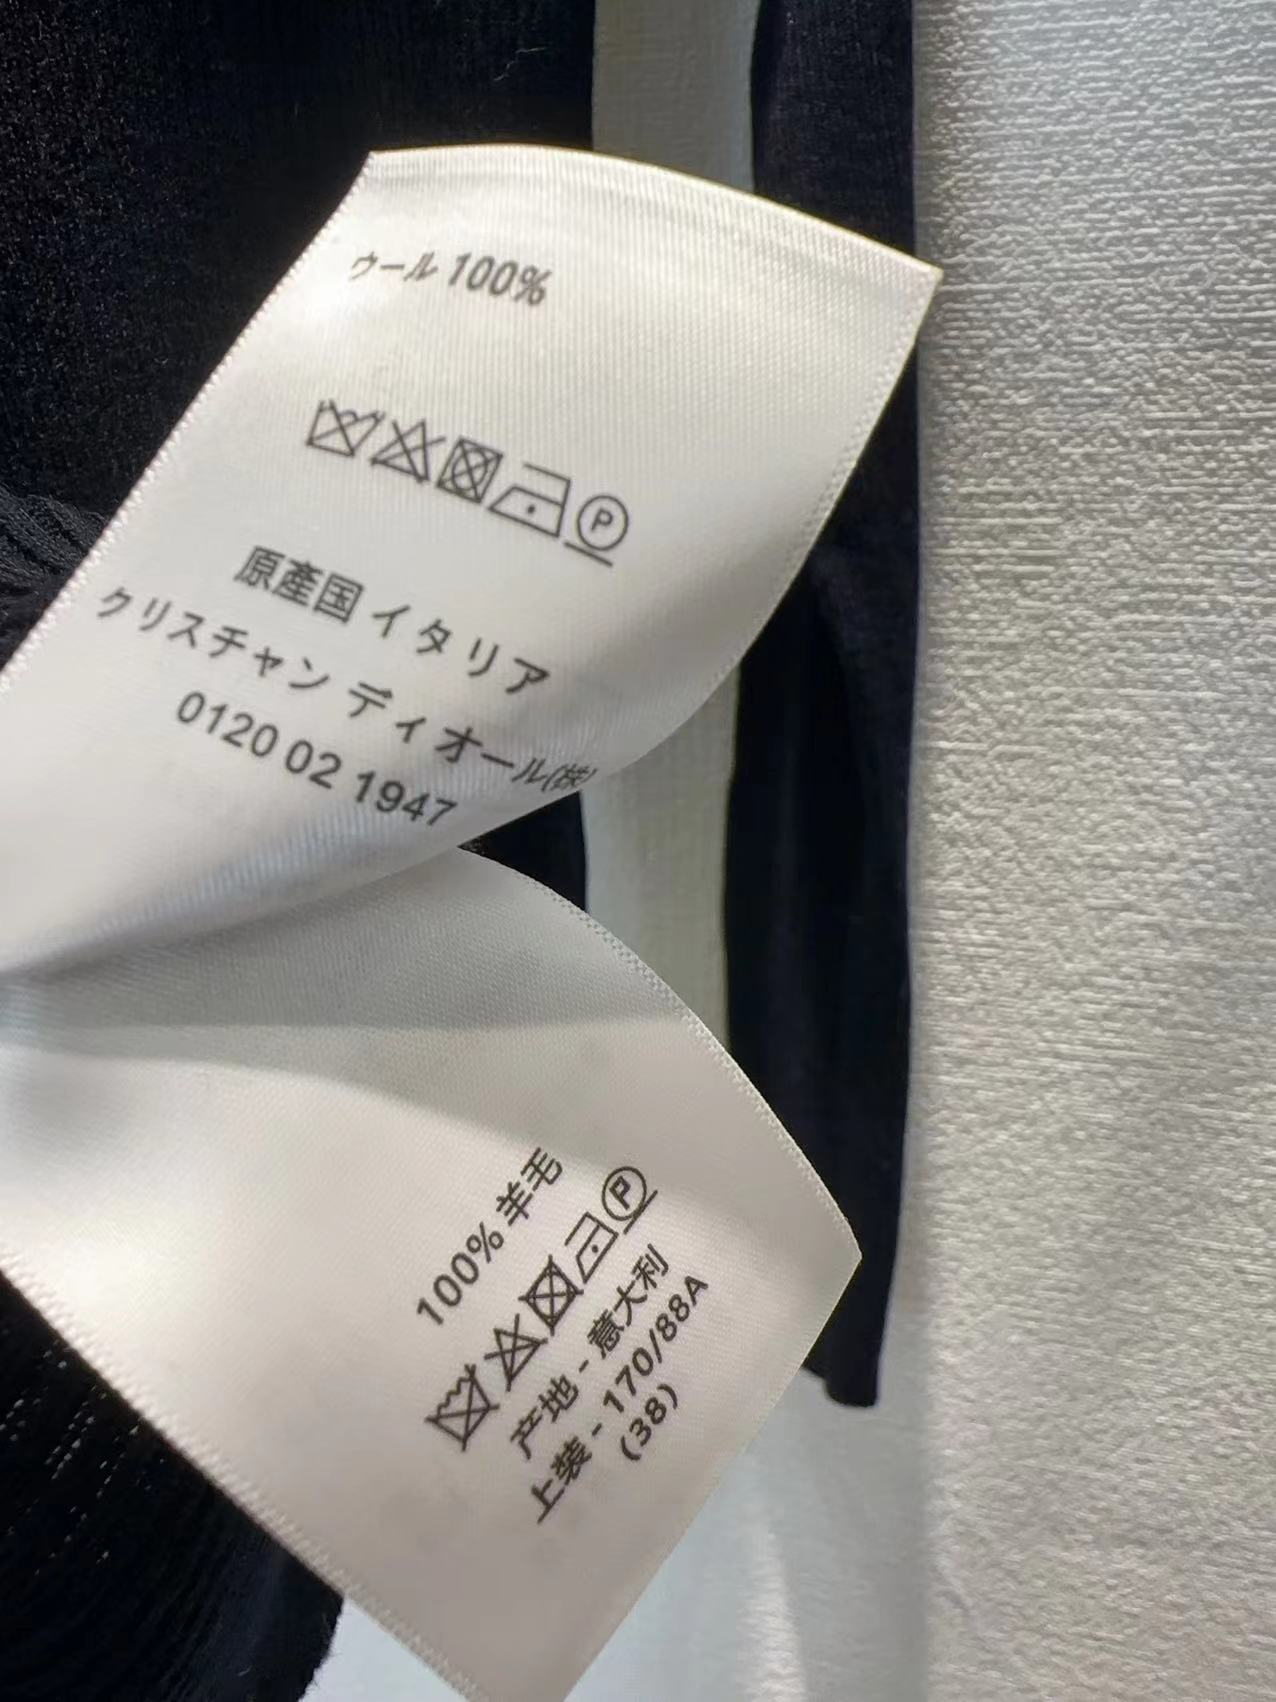 ウール 100%
P
原産国 イタリア
クリスチャン ディオール(株)
0120 02 1947
100% 羊毛
P
产地 - 意大利
上装 - 170/88A
(38)